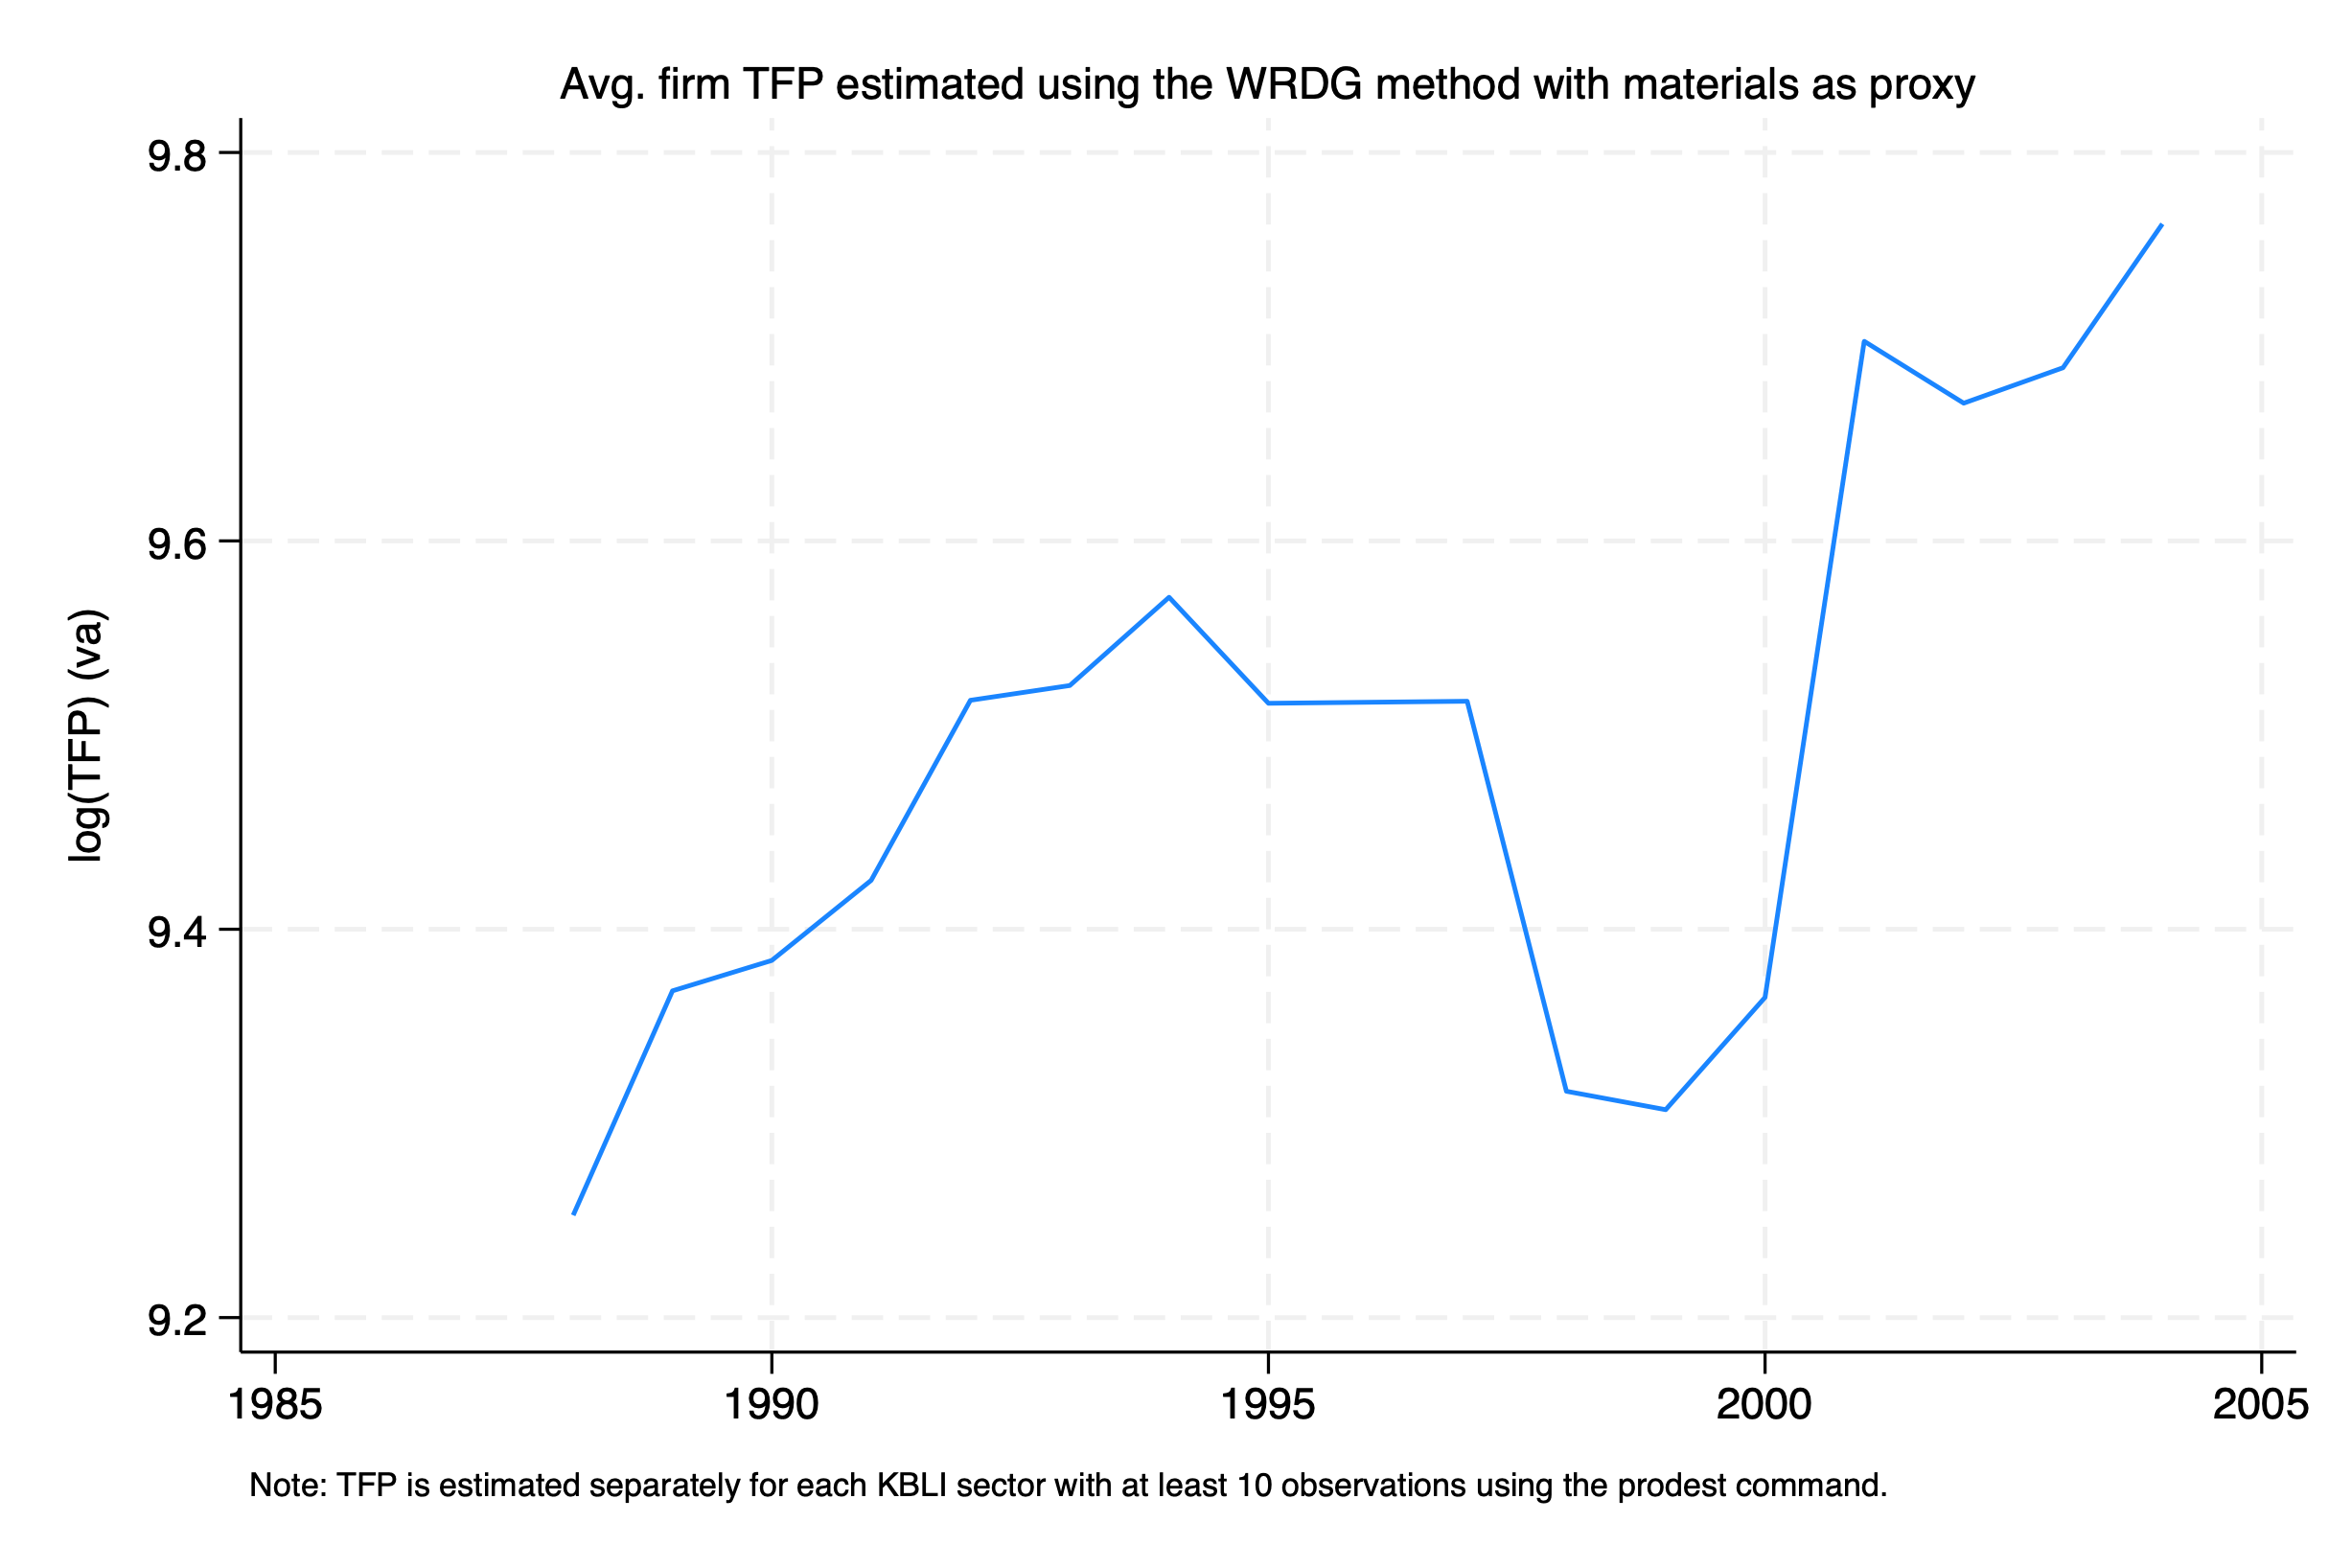 Avg. firm TFP estimated using the WRDG method with materials as proxy
9.8
9.6
9.4
9.2
log(TFP) (va)
1985 1990 1995 2000 2005
Note: TFP is estimated separately for each KBLI sector with at least 10 observations using the prodest command.